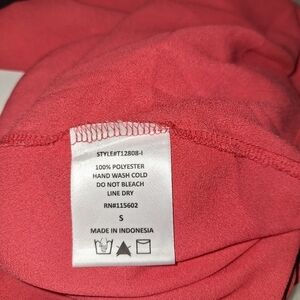 STYLE#T12808-I
100% POLYESTER
HAND WASH COLD
DO NOT BLEACH
LINE DRY
RN#115602
S
MADE IN INDONESIA